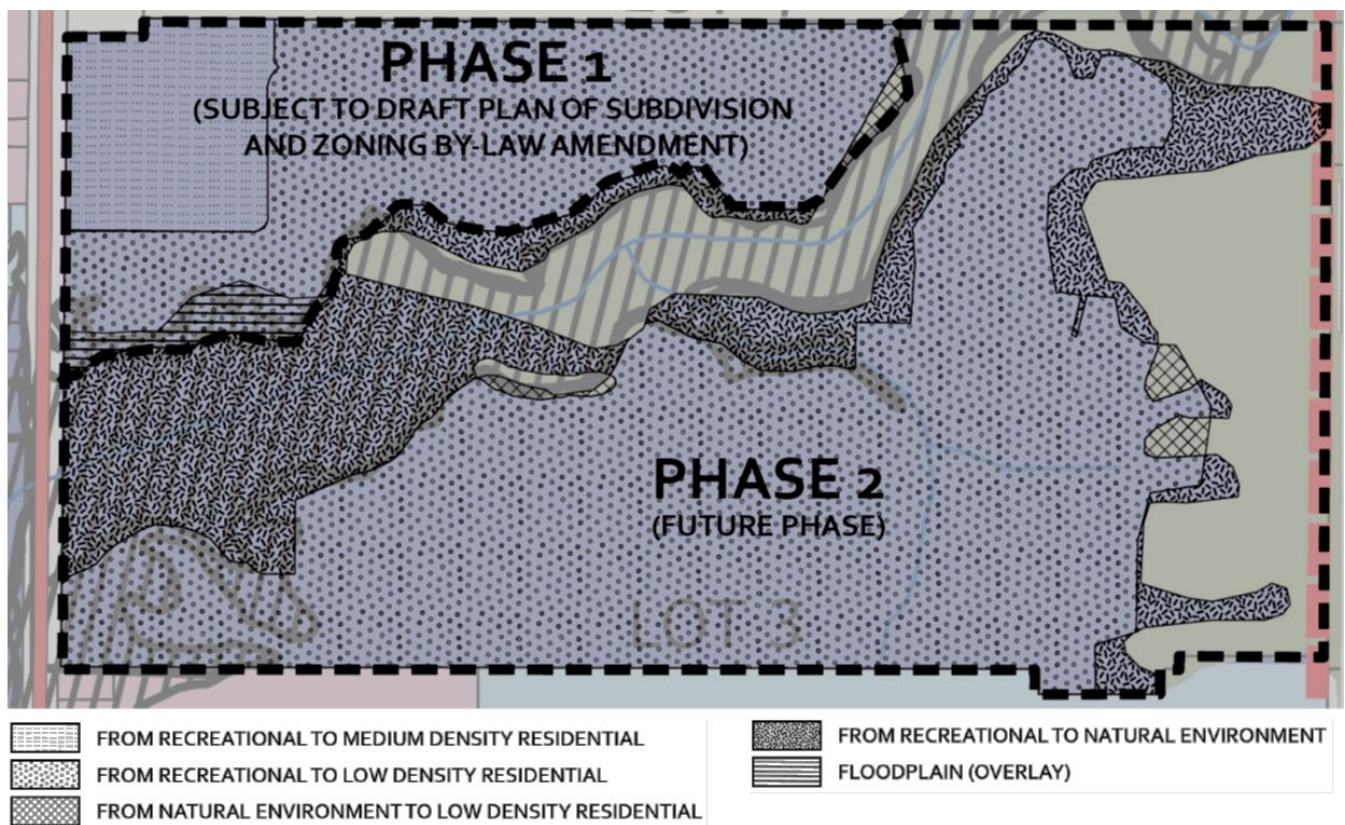 PHASE 1
(SUBJECT TO DRAFT PLAN OF SUBDIVISION
AND ZONING BY-LAW AMENDMENT)
PHASE 2
(FUTURE PHASE)
LOT 3
FROM RECREATIONAL TO MEDIUM DENSITY RESIDENTIAL
FROM RECREATIONAL TO LOW DENSITY RESIDENTIAL
FROM NATURAL ENVIRONMENT TO LOW DENSITY RESIDENTIAL
FROM RECREATIONAL TO NATURAL ENVIRONMENT
FLOODPLAIN (OVERLAY)